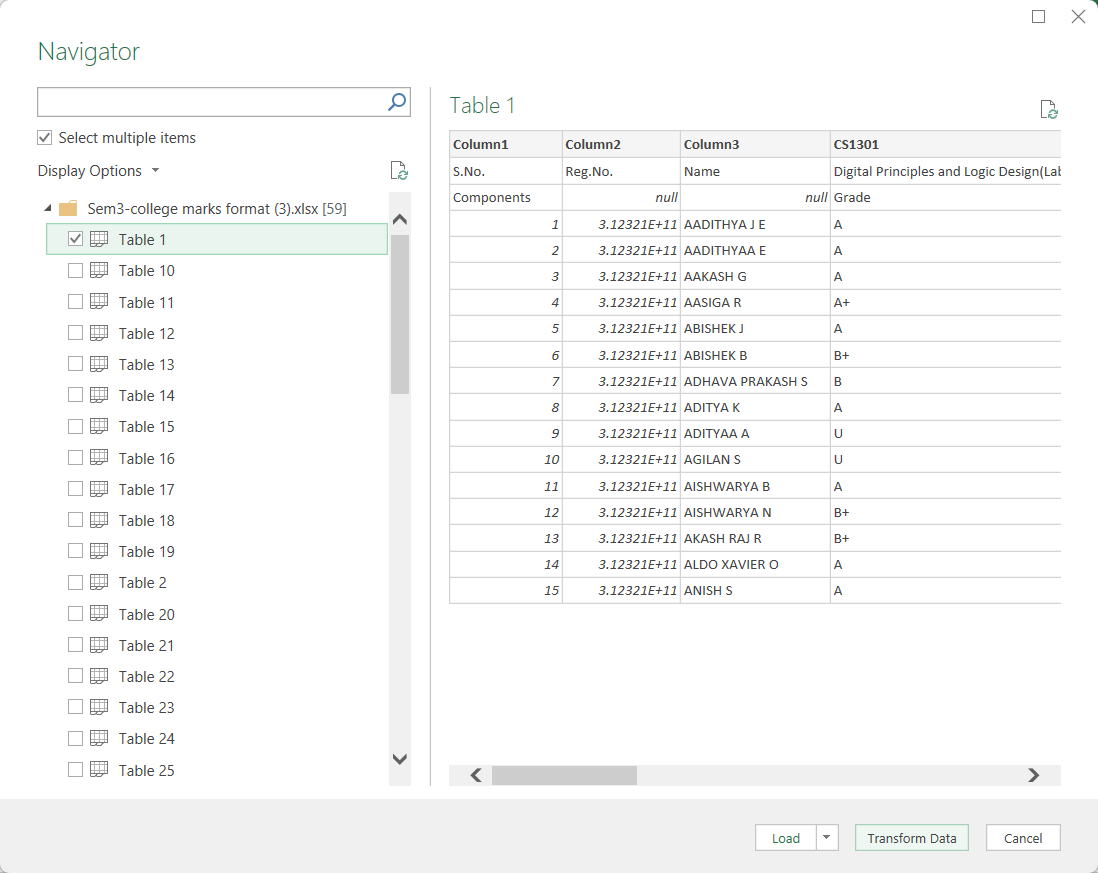 Navigator
Select multiple items
Display Options
Sem3-college marks format (3).xlsx [59]
Table 1
Table 10
Table 11
Table 12
Table 13
Table 14
Table 15
Table 16
Table 17
Table 18
Table 19
Table 2
Table 20
Table 21
Table 22
Table 23
Table 24
Table 25
Table 1
Column1 Column2 Column3 CS1301
S.No. Reg.No. Name Digital Principles and Logic Design(Lab
Components null null Grade
1 3.12321E+11 AADITHYA J E A
2 3.12321E+11 AADITHYAA E A
3 3.12321E+11 AAKASH G A
4 3.12321E+11 AASIGA R A+
5 3.12321E+11 ABISHEK J A
6 3.12321E+11 ABISHEK B B+
7 3.12321E+11 ADHAVA PRAKASH S B
8 3.12321E+11 ADITYA K A
9 3.12321E+11 ADITYAA A U
10 3.12321E+11 AGILAN S U
11 3.12321E+11 AISHWARYA B A
12 3.12321E+11 AISHWARYA N B+
13 3.12321E+11 AKASH RAJ R B+
14 3.12321E+11 ALDO XAVIER O A
15 3.12321E+11 ANISH S A
Load Transform Data Cancel